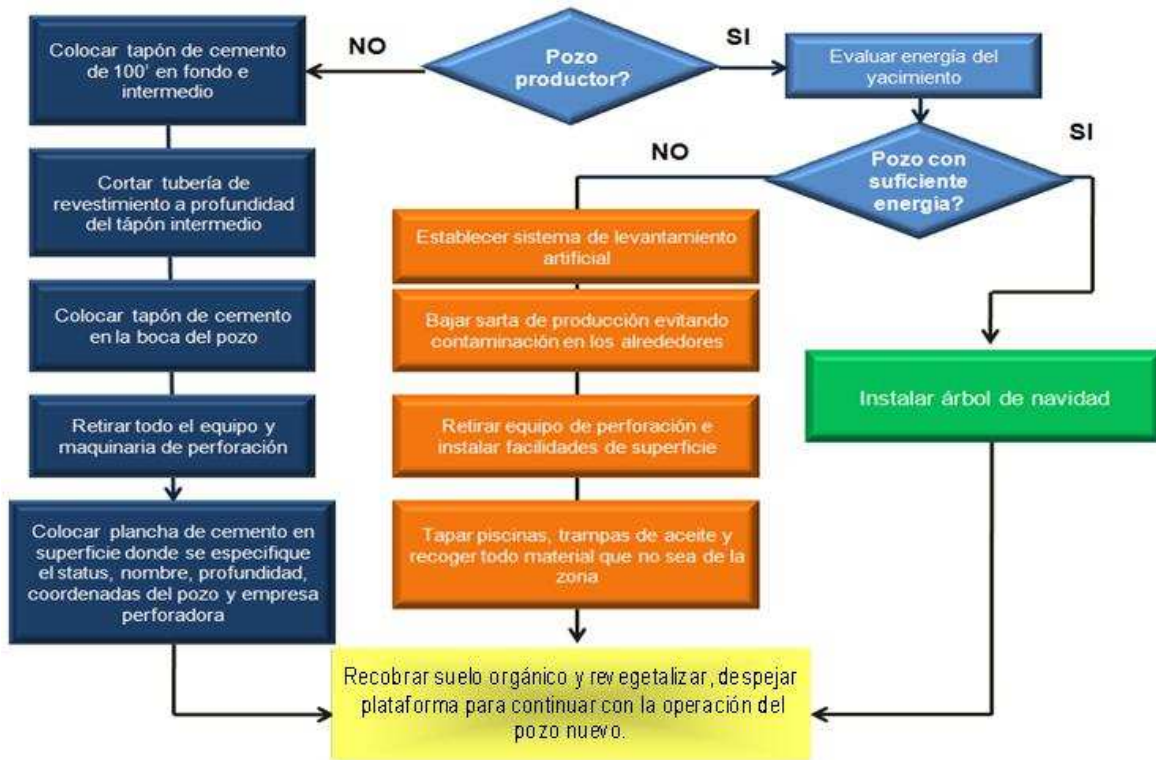 Pozo
productor?
NO
SI
Colocar tapón de cemento
de 100' en fondo e
intermedio
Cortar tubería de
revestimiento a profundidad
del tápón intermedio
Colocar tapón de cemento
en la boca del pozo
Retirar todo el equipo y
maquinaria de perforación
Colocar plancha de cemento en
superficie donde se especifique
el status, nombre, profundidad,
coordenadas del pozo y empresa
perforadora
Evaluar energía del
yacimiento
Pozo con
suficiente
energia?
NO
SI
Establecer sistema de levantamiento
artificial
Bajar sarta de producción evitando
contaminación en los alrededores
Retirar equipo de perforación e
instalar facilidades de superficie
Tapar piscinas, trampas de aceite y
recoger todo material que no sea de la
zona
Instalar árbol de navidad
Recobrar suelo orgánico y revegetalizar, despejar
plataforma para continuar con la operación del
pozo nuevo.